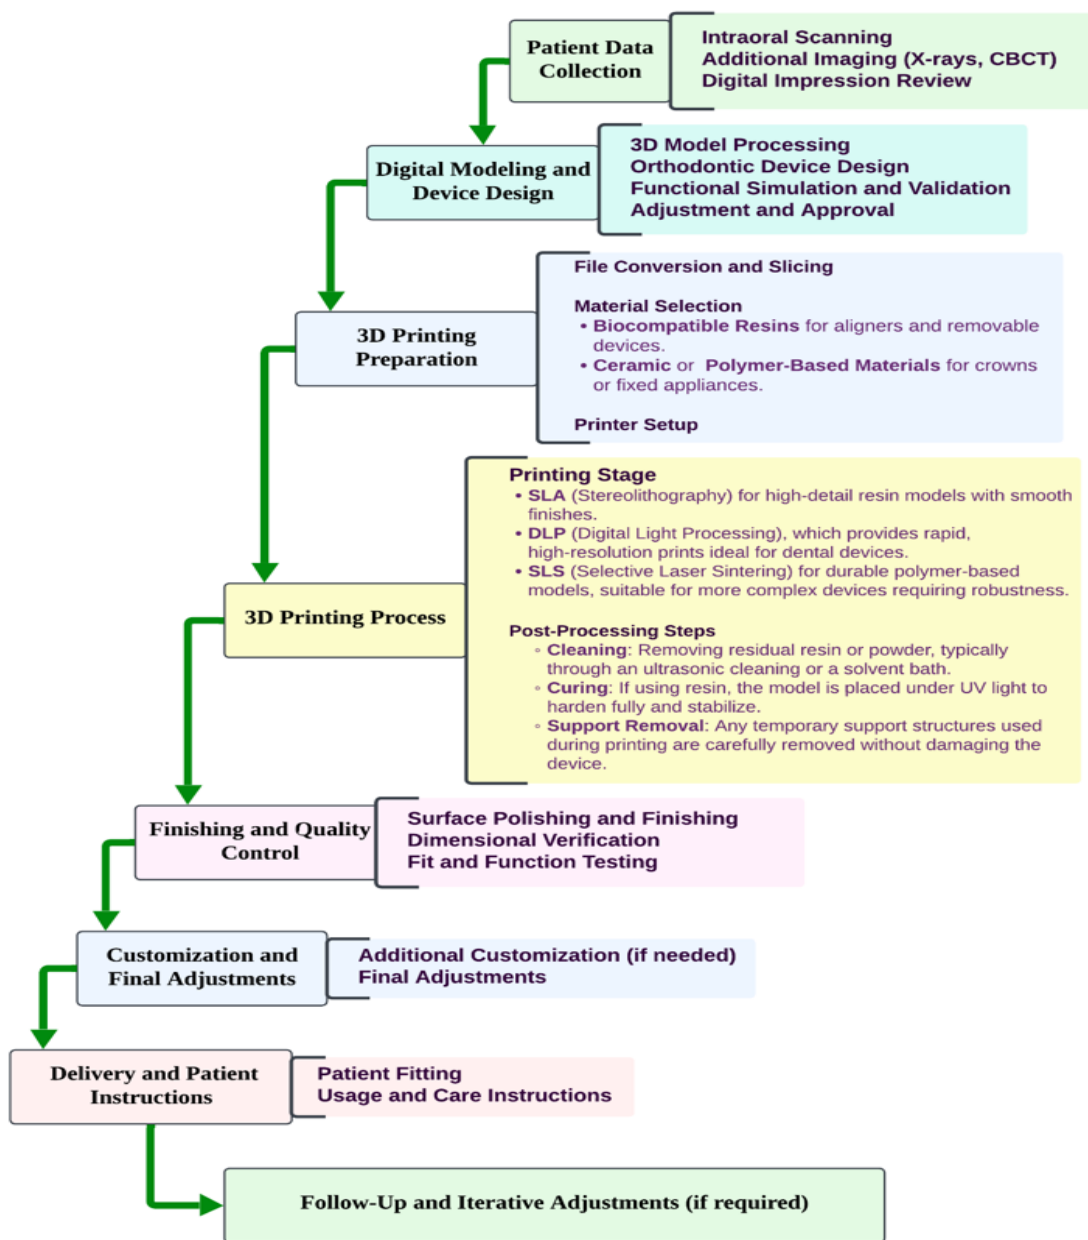 Patient Data
Collection
Intraoral Scanning
Additional Imaging (X-rays, CBCT)
Digital Impression Review
Digital Modeling and
Device Design
3D Model Processing
Orthodontic Device Design
Functional Simulation and Validation
Adjustment and Approval
3D Printing
Preparation
File Conversion and Slicing
Material Selection
• Biocompatible Resins for aligners and removable
devices.
• Ceramic or Polymer-Based Materials for crowns
or fixed appliances.
Printer Setup
3D Printing Process
Printing Stage
• SLA (Stereolithography) for high-detail resin models with smooth
finishes.
• DLP (Digital Light Processing), which provides rapid,
high-resolution prints ideal for dental devices.
• SLS (Selective Laser Sintering) for durable polymer-based
models, suitable for more complex devices requiring robustness.
Post-Processing Steps
◦ Cleaning: Removing residual resin or powder, typically
through an ultrasonic cleaning or a solvent bath.
◦ Curing: If using resin, the model is placed under UV light to
harden fully and stabilize.
◦ Support Removal: Any temporary support structures used
during printing are carefully removed without damaging the
device.
Finishing and Quality
Control
Surface Polishing and Finishing
Dimensional Verification
Fit and Function Testing
Customization and
Final Adjustments
Additional Customization (if needed)
Final Adjustments
Delivery and Patient
Instructions
Patient Fitting
Usage and Care Instructions
Follow-Up and Iterative Adjustments (if required)